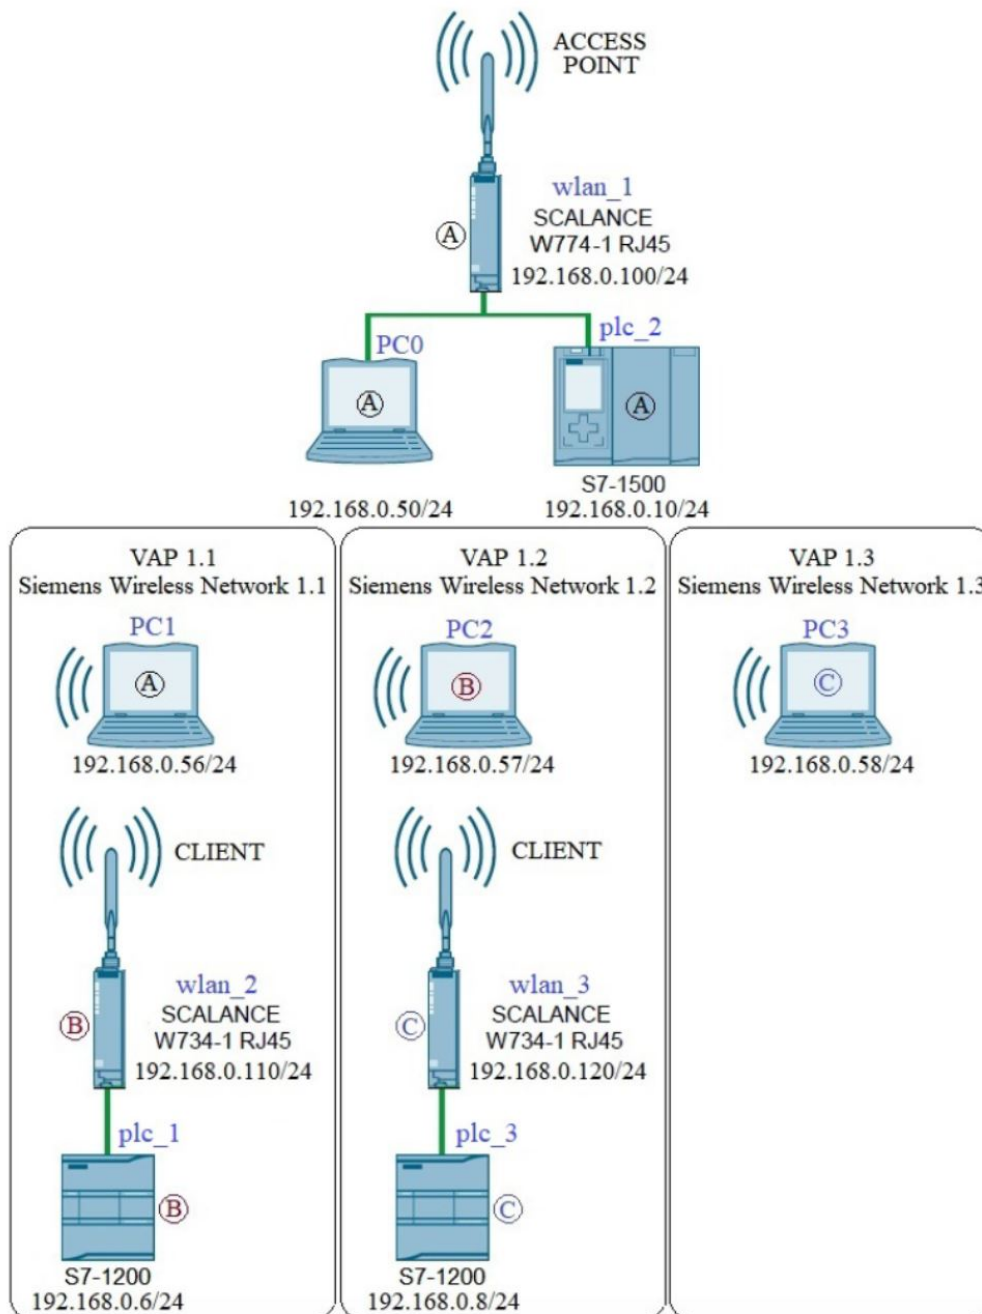 ACCESS
POINT
wlan_1
SCALANCE
W774-1 RJ45
192.168.0.100/24
A
PC0
A
192.168.0.50/24
plc_2
A
S7-1500
192.168.0.10/24
VAP 1.1
Siemens Wireless Network 1.1
PC1
A
192.168.0.56/24
CLIENT
wlan_2
SCALANCE
W734-1 RJ45
192.168.0.110/24
B
plc_1
B
S7-1200
192.168.0.6/24
VAP 1.2
Siemens Wireless Network 1.2
PC2
B
192.168.0.57/24
CLIENT
wlan_3
SCALANCE
W734-1 RJ45
192.168.0.120/24
C
plc_3
C
S7-1200
192.168.0.8/24
VAP 1.3
Siemens Wireless Network 1.3
PC3
C
192.168.0.58/24